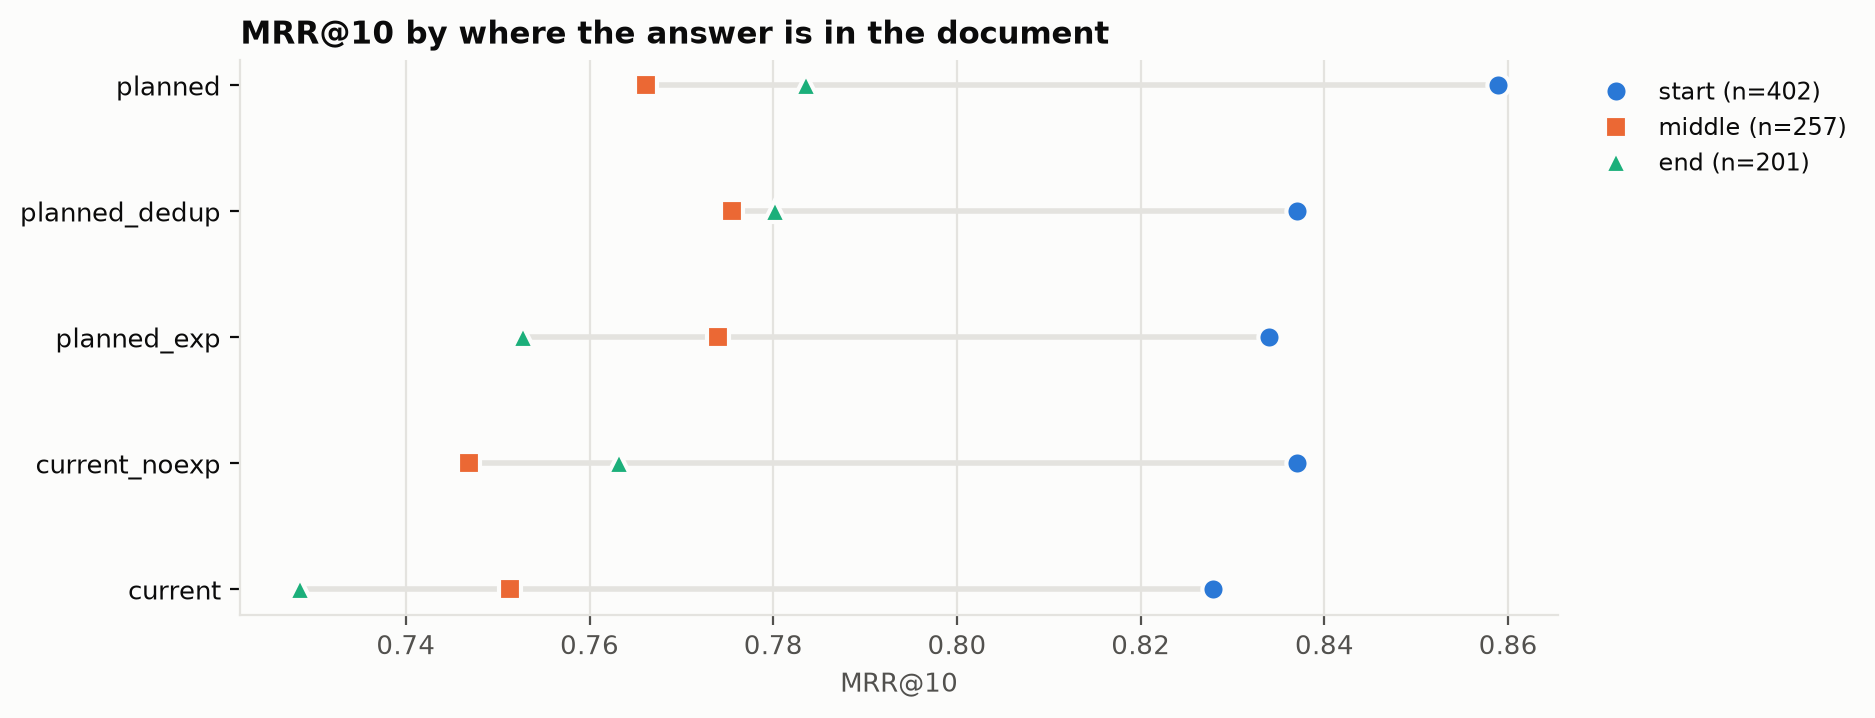 MRR@10 by where the answer is in the document
planned
planned_dedup
planned_exp
current_noexp
current
0.74 0.76 0.78 0.80 0.82 0.84 0.86
MRR@10
start (n=402)
middle (n=257)
end (n=201)